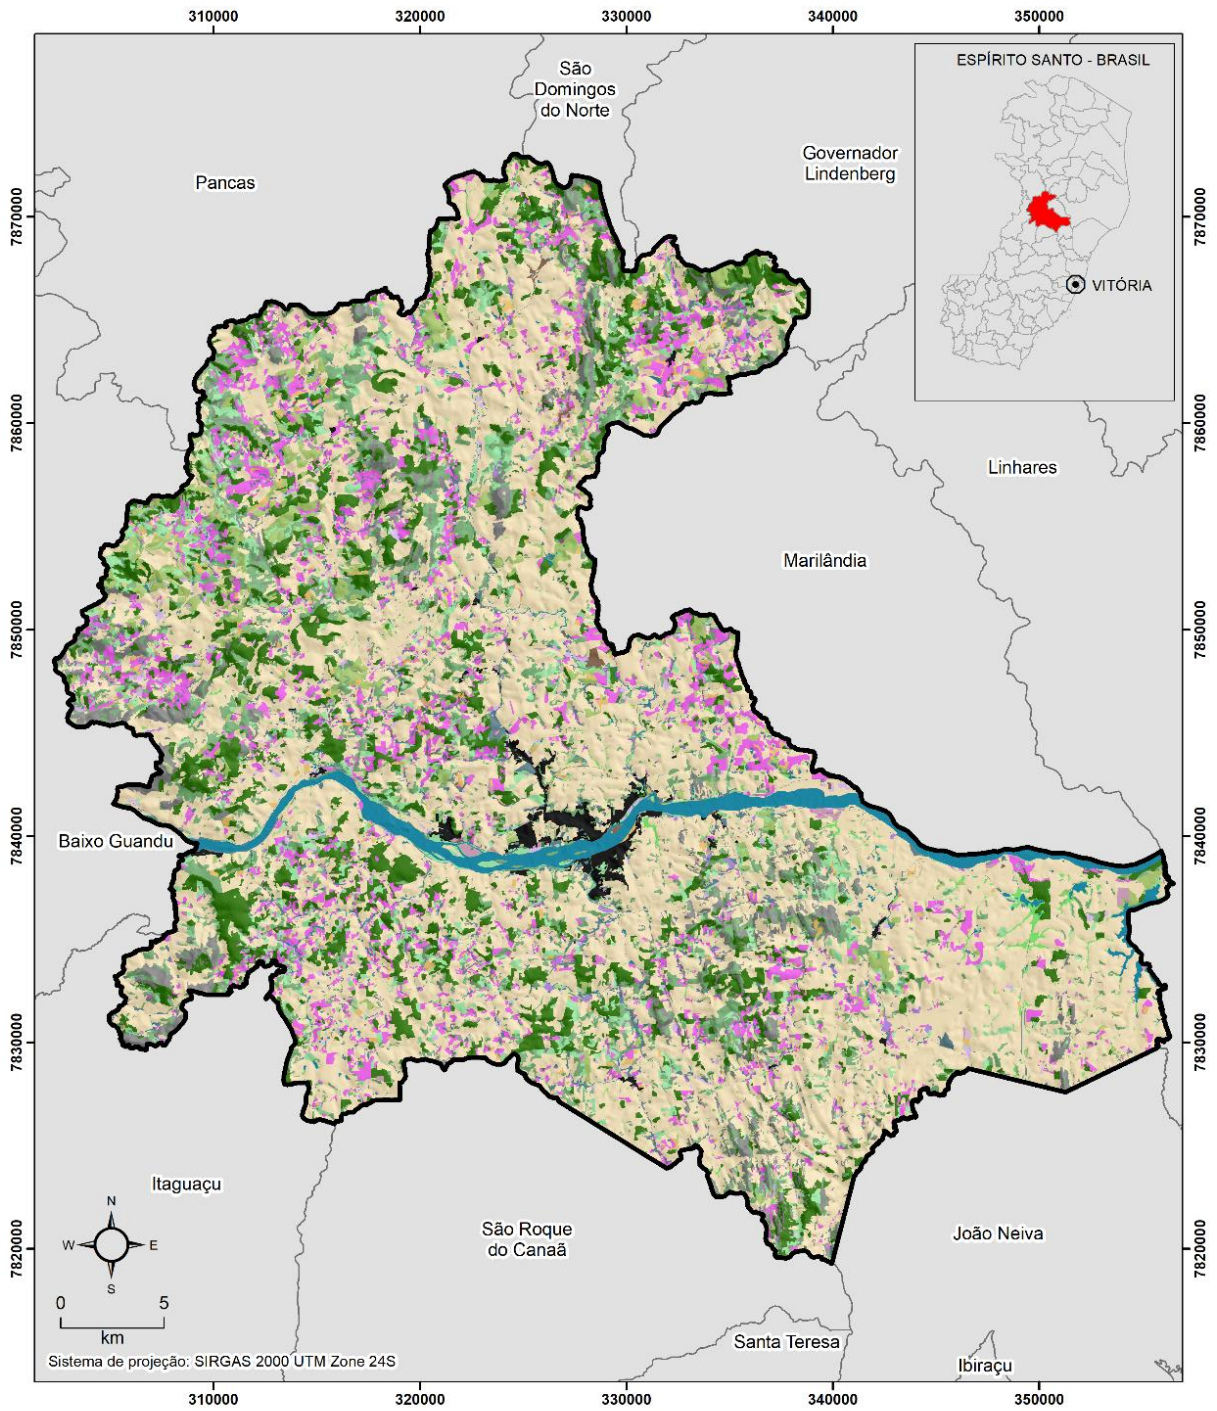 310000
320000
330000
340000
350000
ESPÍRITO SANTO - BRASIL
VITÓRIA
São
Domingos
do Norte
Governador
Lindenberg
Pancas
7870000
7870000
7860000
7860000
Linhares
Marilândia
7850000
7850000
Baixo Guandu
7840000
7840000
7830000
7830000
Itaguaçu
São Roque
do Canaã
João Neiva
7820000
7820000
N
W
E
S
0
5
km
Santa Teresa
Ibiraçu
Sistema de projeção: SIRGAS 2000 UTM Zone 24S
310000
320000
330000
340000
350000